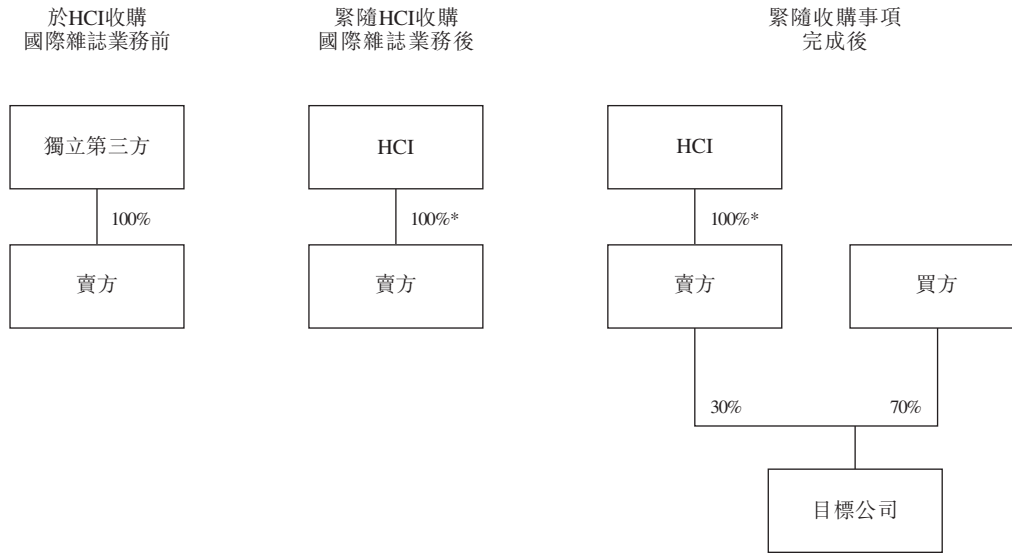 於HCI收購
國際雜誌業務前
緊隨HCI收購
國際雜誌業務後
緊隨收購事項
完成後
獨立第三方
HCI
HCI
100%
100%*
100%*
賣方
賣方
賣方
買方
30%
70%
目標公司